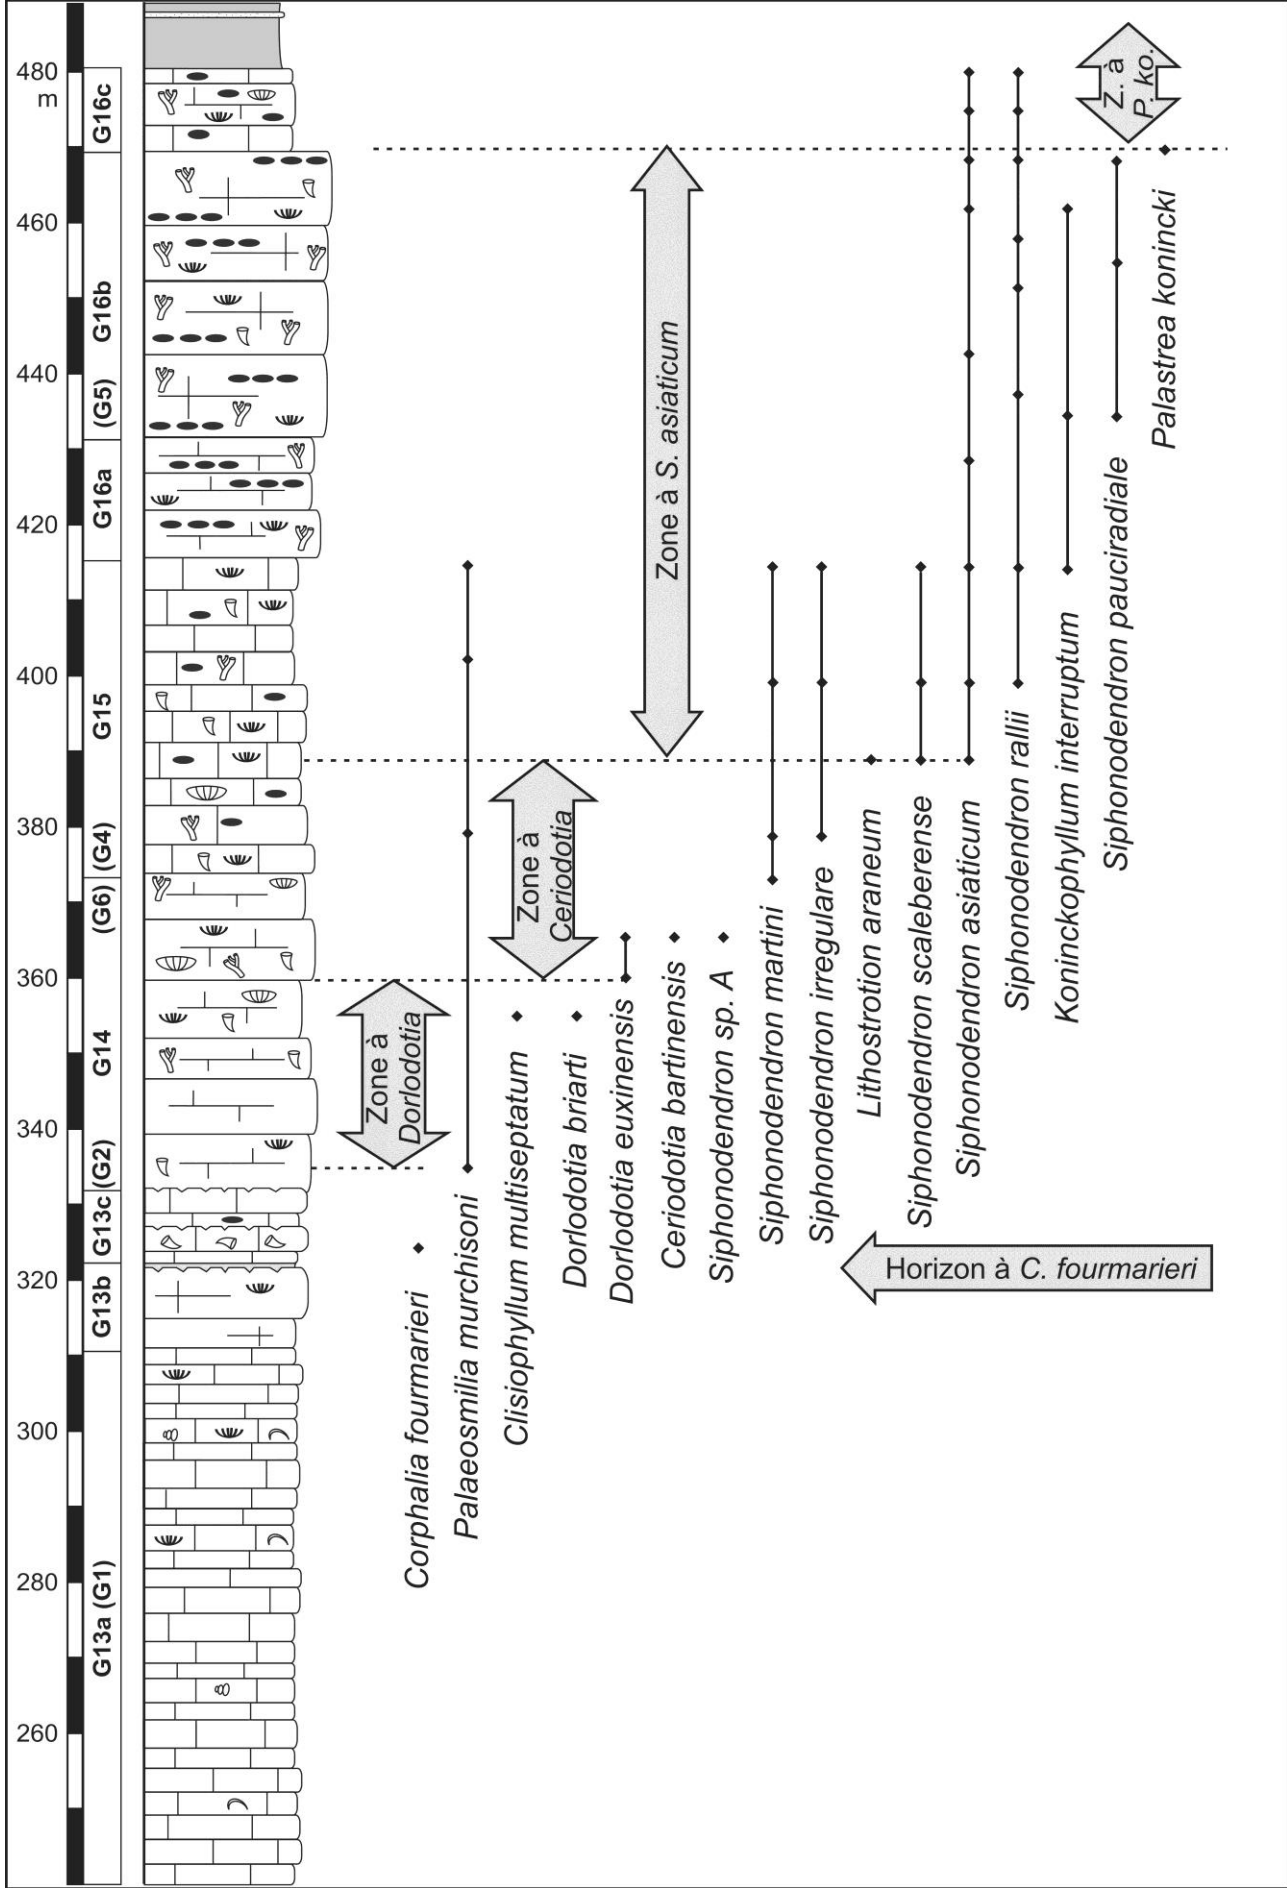 480
m
460
440
420
400
380
360
340
320
300
280
260
G16c
G16b
(G5)
G16a
G15
(G4)
(G6)
G14
(G2)
G13c
G13b
G13a (G1)
Zone à
Dorlodotia
Zone à
Ceriodotia
Zone à S. asiaticum
Z. à
P. ko.
Horizon à C. fourmarieri
Corphalia fourmarieri
Palaeosmilia murchisoni
Clisiophyllum multiseptatum
Dorlodotia briarti
Dorlodotia euxinensis
Ceriodotia bartinensis
Siphonodendron sp. A
Siphonodendron martini
Siphonodendron irregulare
Lithostrotion araneum
Siphonodendron scaleberense
Siphonodendron asiaticum
Siphonodendron rallii
Koninckophyllum interruptum
Siphonodendron pauciradiale
Palastrea konincki